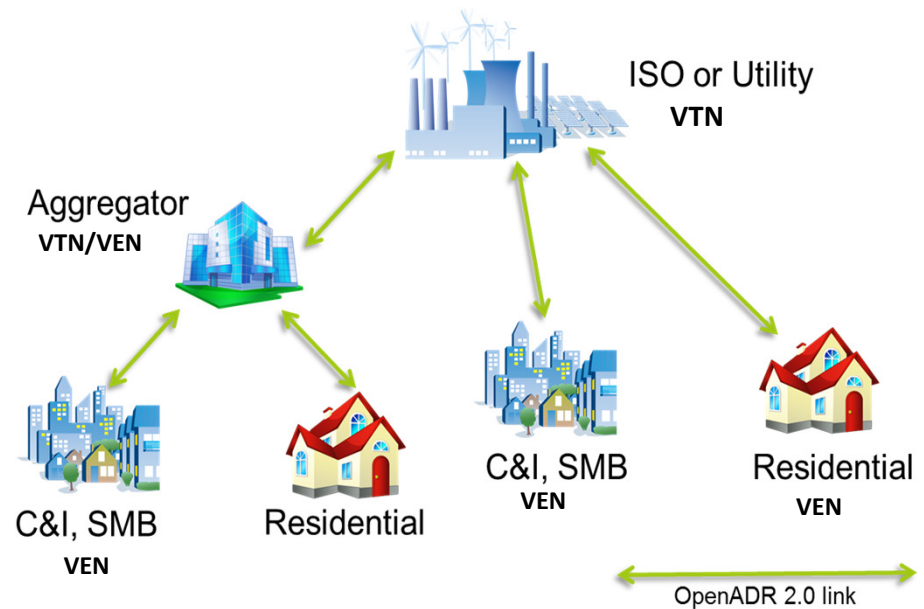 ISO or Utility
VTN
Aggregator
VTN/VEN
C&I, SMB
VEN
Residential
C&I, SMB
VEN
Residential
VEN
OpenADR 2.0 link